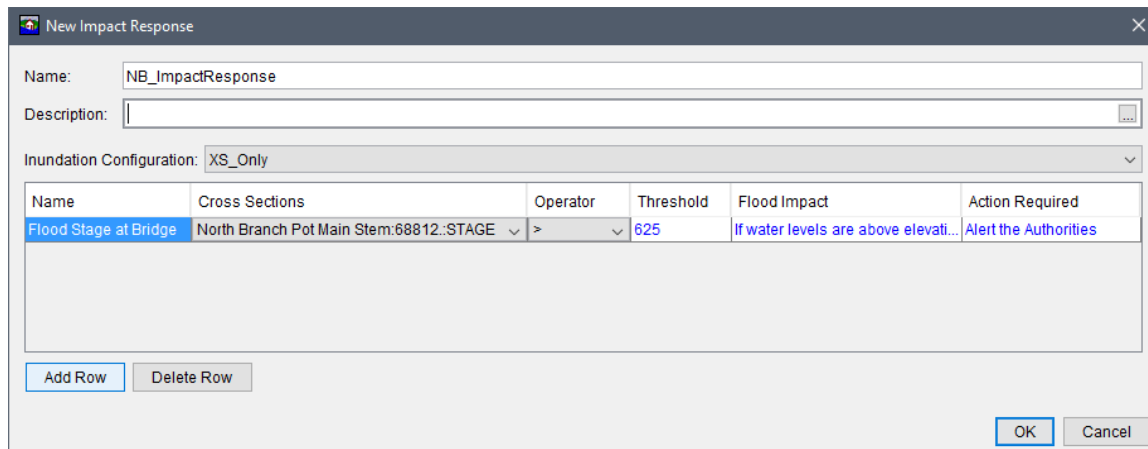 New Impact Response
Name: NB_ImpactResponse
Description:
...
Inundation Configuration: XS_Only
Name Cross Sections Operator Threshold Flood Impact Action Required
Flood Stage at Bridge North Branch Pot Main Stem:68812.:STAGE > 625 If water levels are above elevati... Alert the Authorities
Add Row Delete Row
OK Cancel